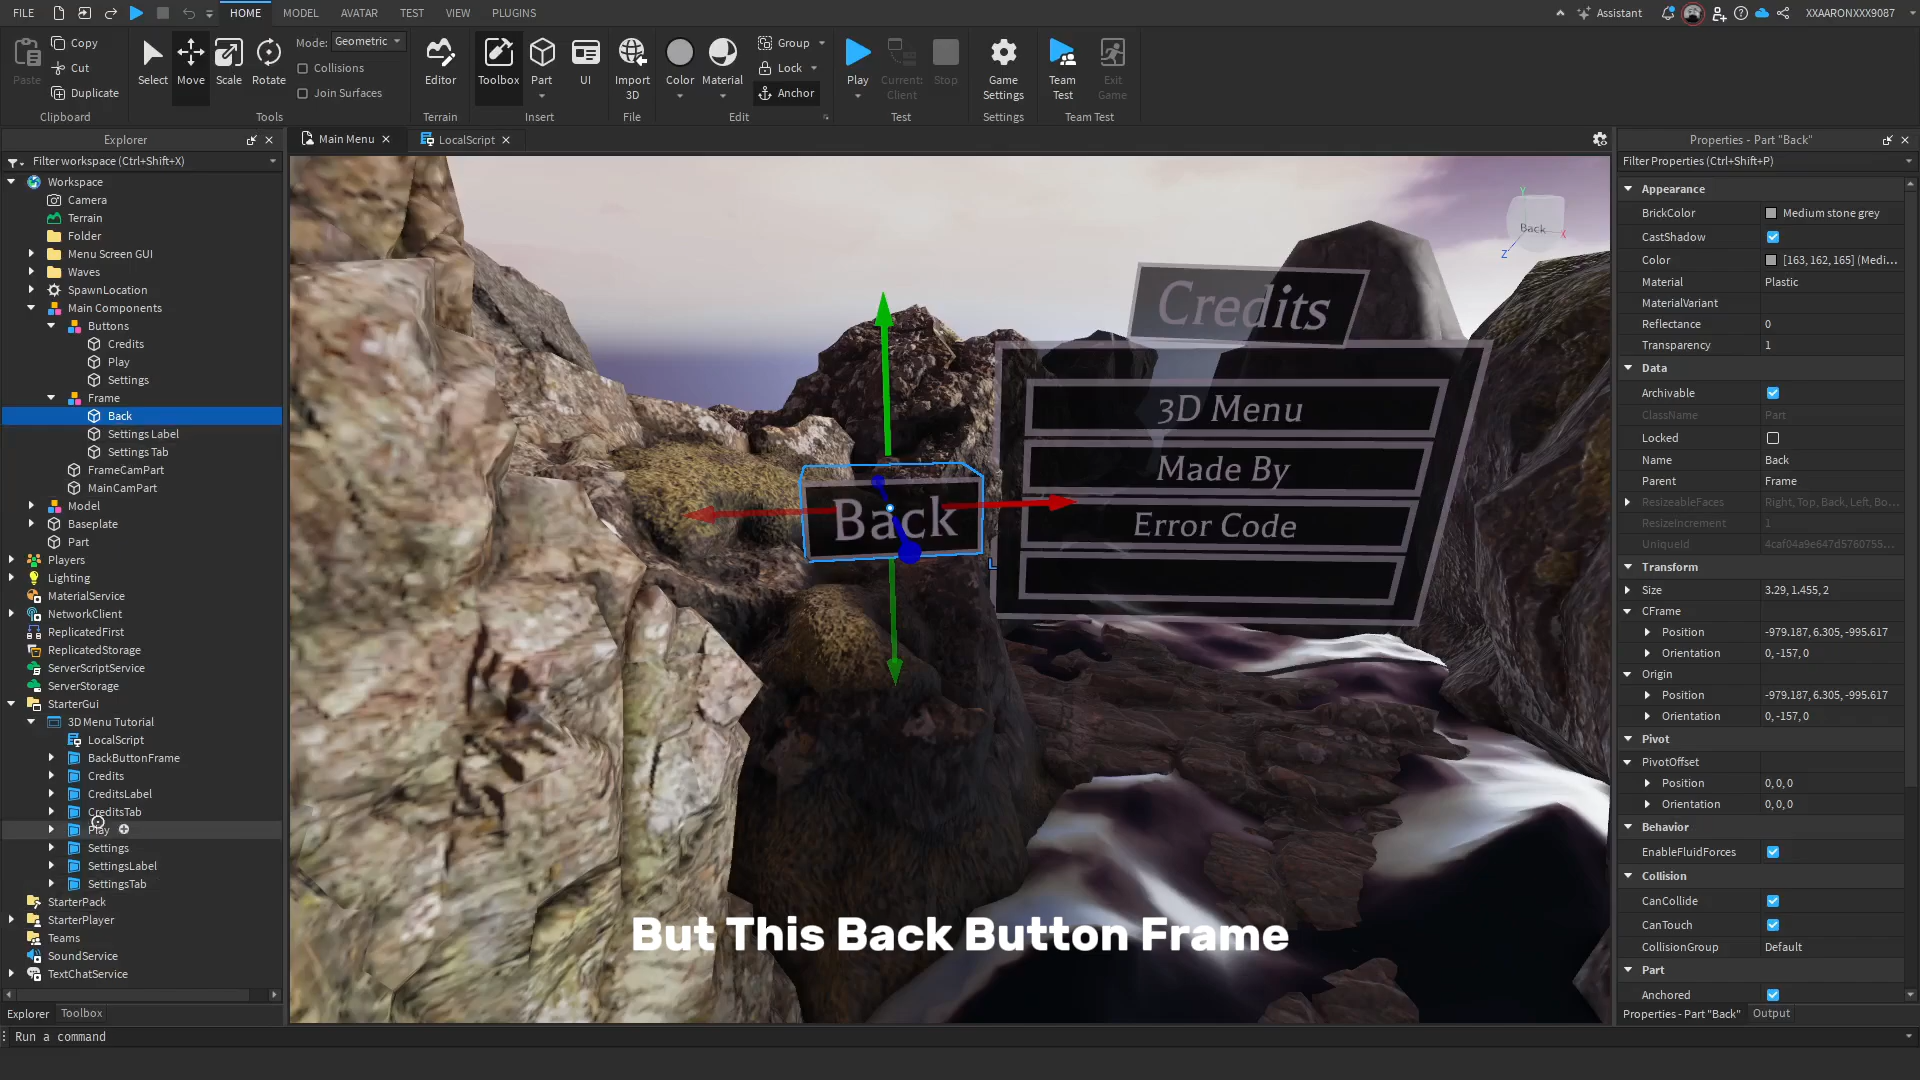 FILE
HOME
MODEL
AVATAR
TEST
VIEW
PLUGINS
Assistant
XXAARONXXX9087
Paste
Copy
Cut
Duplicate
Clipboard
Select
Move
Scale
Rotate
Mode:
Geometric
Collisions
Join Surfaces
Tools
Editor
Terrain
Toolbox
Part
UI
Insert
Import
3D
File
Color
Material
Group
Lock
Anchor
Edit
Play
Current:
Client
Stop
Test
Game
Settings
Settings
Team
Test
Exit
Game
Team Test
Explorer
Filter workspace (Ctrl+Shift+X)
Workspace
Camera
Terrain
Folder
Menu Screen GUI
Waves
SpawnLocation
Main Components
Buttons
Credits
Play
Settings
Frame
Back
Settings Label
Settings Tab
FrameCamPart
MainCamPart
Model
Baseplate
Part
Players
Lighting
MaterialService
NetworkClient
ReplicatedFirst
ReplicatedStorage
ServerScriptService
ServerStorage
StarterGui
3D Menu Tutorial
LocalScript
BackButtonFrame
Credits
CreditsLabel
CreditsTab
Play
Settings
SettingsLabel
SettingsTab
StarterPack
StarterPlayer
Teams
SoundService
TextChatService
Explorer
Toolbox
Run a command
Main Menu
LocalScript
Y
Back
X
Z
Credits
3D Menu
Made By
Error Code
Back
But This Back Button Frame
Properties - Part "Back"
Filter Properties (Ctrl+Shift+P)
Appearance
BrickColor Medium stone grey
CastShadow
Color [163, 162, 165] (Medi...
Material Plastic
MaterialVariant
Reflectance 0
Transparency 1
Data
Archivable
ClassName Part
Locked
Name Back
Parent Frame
ResizeableFaces Right, Top, Back, Left, Bo...
ResizeIncrement 1
UniqueId 4caf04a9e647d5760755...
Transform
Size 3.29, 1.455, 2
CFrame
Position -979.187, 6.305, -995.617
Orientation 0, -157, 0
Origin
Position -979.187, 6.305, -995.617
Orientation 0, -157, 0
Pivot
PivotOffset
Position 0, 0, 0
Orientation 0, 0, 0
Behavior
EnableFluidForces
Collision
CanCollide
CanTouch
CollisionGroup Default
Part
Anchored
Properties - Part "Back"
Output